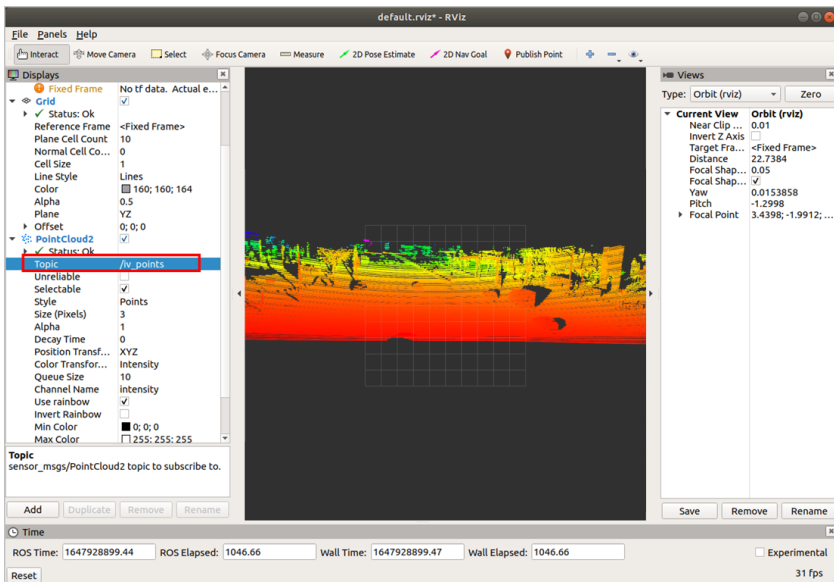 default.rviz* - RViz
File Panels Help
Interact Move Camera Select Focus Camera Measure 2D Pose Estimate 2D Nav Goal Publish Point
Displays
Fixed Frame No tf data. Actual e...
Grid
Status: Ok
Reference Frame <Fixed Frame>
Plane Cell Count 10
Normal Cell Co... 0
Cell Size 1
Line Style Lines
Color 160; 160; 164
Alpha 0.5
Plane YZ
Offset 0; 0; 0
PointCloud2
Status: Ok
Topic /iv_points
Unreliable
Selectable
Style Points
Size (Pixels) 3
Alpha 1
Decay Time 0
Position Transf... XYZ
Color Transfor... Intensity
Queue Size 10
Channel Name intensity
Use rainbow
Invert Rainbow
Min Color 0; 0; 0
Max Color 255; 255; 255
Topic
sensor_msgs/PointCloud2 topic to subscribe to.
Add Duplicate Remove Rename
Views
Type: Orbit (rviz) Zero
Current View Orbit (rviz)
Near Clip ... 0.01
Invert Z Axis
Target Fra... <Fixed Frame>
Distance 22.7384
Focal Shap... 0.05
Focal Shap...
Yaw 0.0153858
Pitch -1.2998
Focal Point 3.4398; -1.9912; ...
Save Remove Rename
Time
ROS Time: 1647928899.44 ROS Elapsed: 1046.66 Wall Time: 1647928899.47 Wall Elapsed: 1046.66 Experimental
Reset 31 fps